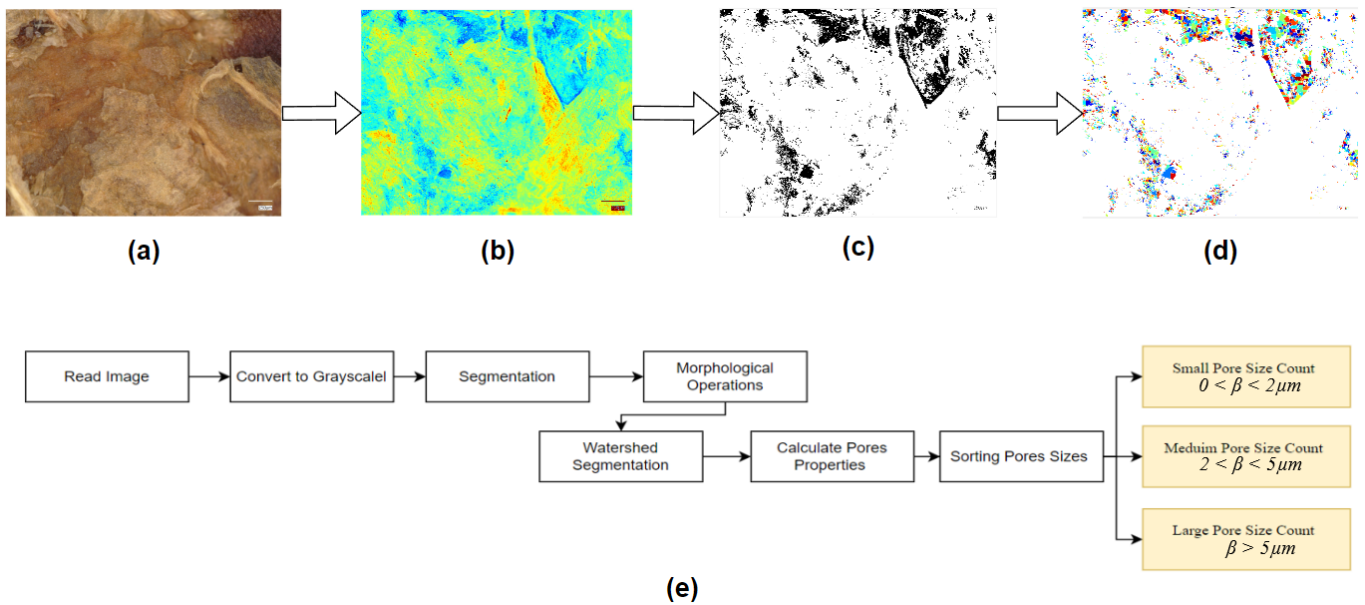 (a)
(b)
(c)
(d)
Read Image
Convert to Grayscalel
Segmentation
Morphological
Operations
Watershed
Segmentation
Calculate Pores
Properties
Sorting Pores Sizes
Small Pore Size Count
0 < β < 2μm
Meduim Pore Size Count
2 < β < 5μm
Large Pore Size Count
β > 5μm
(e)